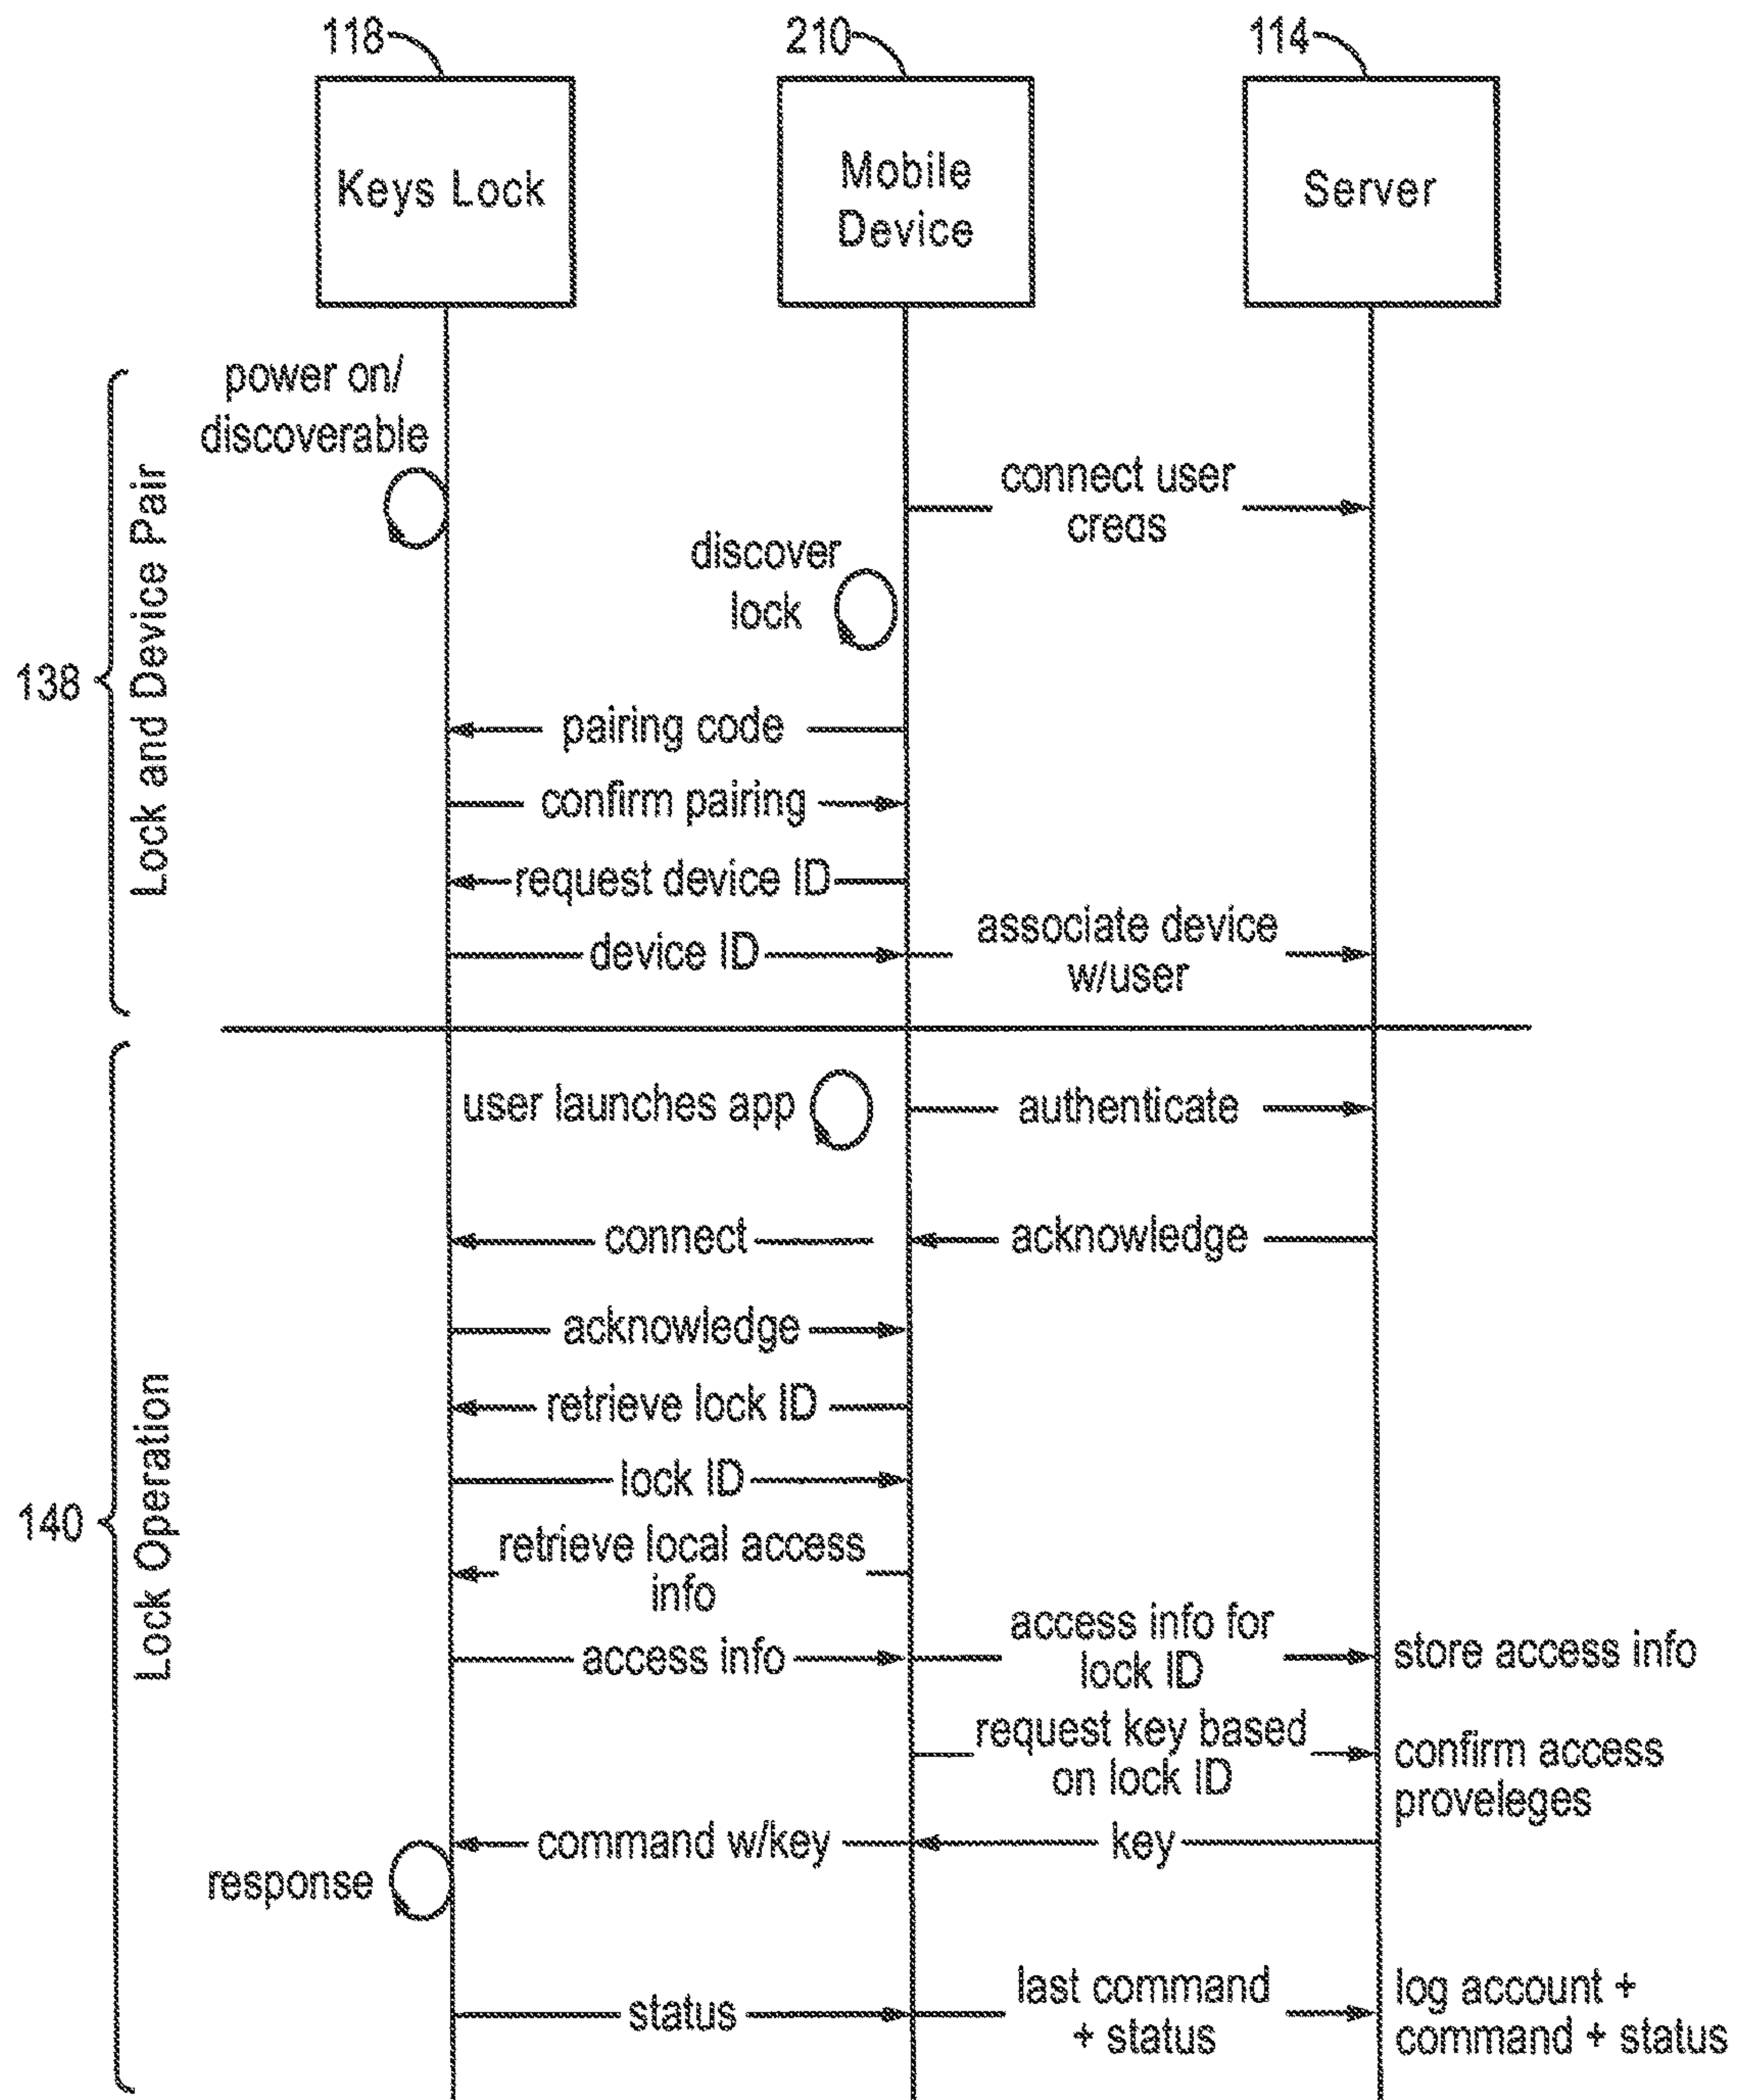 118
210
114
Keys Lock
Mobile
Device
Server
138
Lock and Device Pair
power on/
discoverable
connect user
creds
discover
lock
pairing code
confirm pairing
request device ID
device ID
associate device
w/user
140
Lock Operation
user launches app
authenticate
connect
acknowledge
acknowledge
retrieve lock ID
lock ID
retrieve local access
info
access info
access info for
lock ID
store access info
request key based
on lock ID
confirm access
proveleges
command w/key
key
response
status
last command
+ status
log account +
command + status